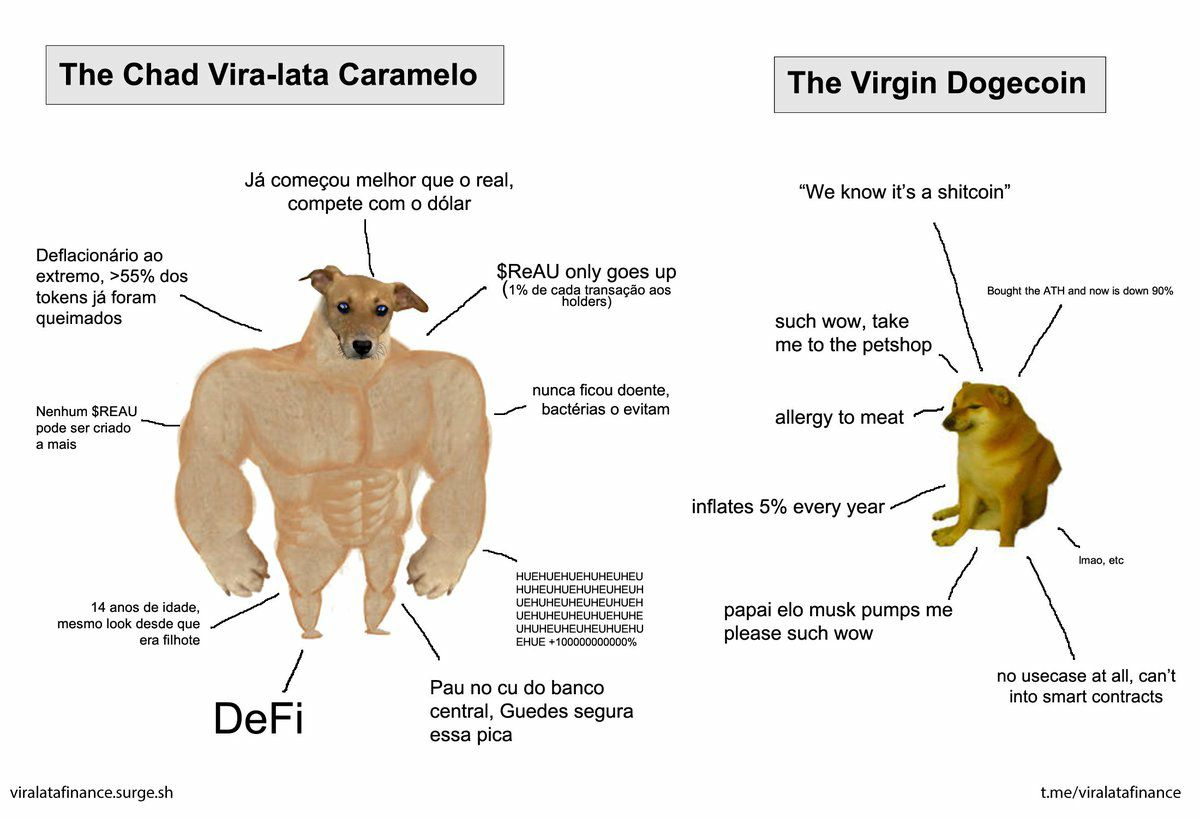 The Chad Vira-lata Caramelo
The Virgin Dogecoin
Já começou melhor que o real,
compete com o dólar
Deflacionário ao
extremo, >55% dos
tokens já foram
queimados
$ReAU only goes up
(1% de cada transação aos
holders)
Nenhum $REAU
pode ser criado
a mais
nunca ficou doente,
bactérias o evitam
14 anos de idade,
mesmo look desde que
era filhote
HUEHUEHUEHUHEUHEU
HUHEUHUEHUHEUHEUH
UEHUHEUHEUHEUHUEH
UEHUHEUHEUHUEHUHE
UHUHEUHEUHEUHUEHU
EHUE +100000000000%
DeFi
Pau no cu do banco
central, Guedes segura
essa pica
“We know it’s a shitcoin”
Bought the ATH and now is down 90%
such wow, take
me to the petshop
allergy to meat
inflates 5% every year
lmao, etc
papai elo musk pumps me
please such wow
no usecase at all, can’t
into smart contracts
viralatafinance.surge.sh
t.me/viralatafinance